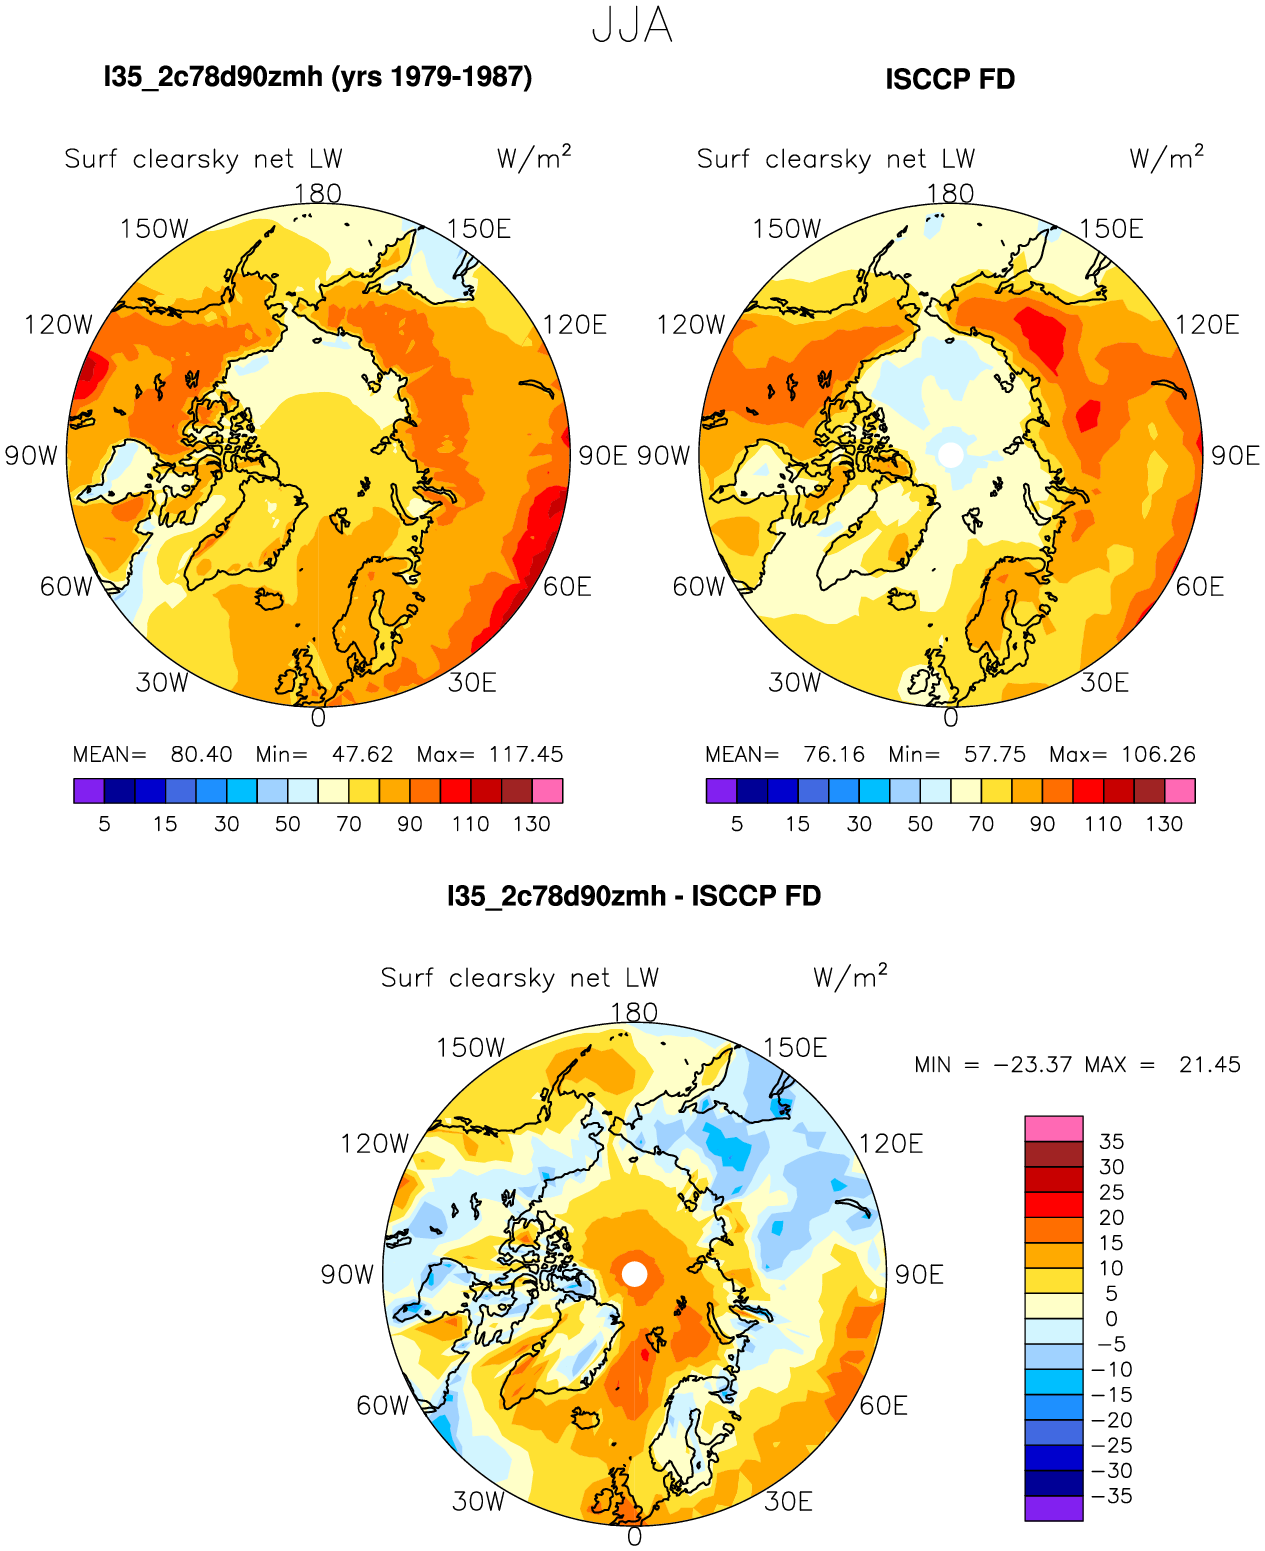 JJA
I35_2c78d90zmh (yrs 1979-1987)
ISCCP FD
Surf clearsky net LW W/m²
Surf clearsky net LW W/m²
180
180
150W 150E
150W 150E
120W 120E
120W 120E
90W 90E
90W 90E
60W 60E
60W 60E
30W 30E
30W 30E
0
0
MEAN= 80.40 Min= 47.62 Max= 117.45
MEAN= 76.16 Min= 57.75 Max= 106.26
5 15 30 50 70 90 110 130
5 15 30 50 70 90 110 130
I35_2c78d90zmh - ISCCP FD
Surf clearsky net LW W/m²
180
150W 150E
MIN = −23.37 MAX = 21.45
120W 120E
90W 90E
60W 60E
30W 30E
0
35
30
25
20
15
10
5
0
−5
−10
−15
−20
−25
−30
−35